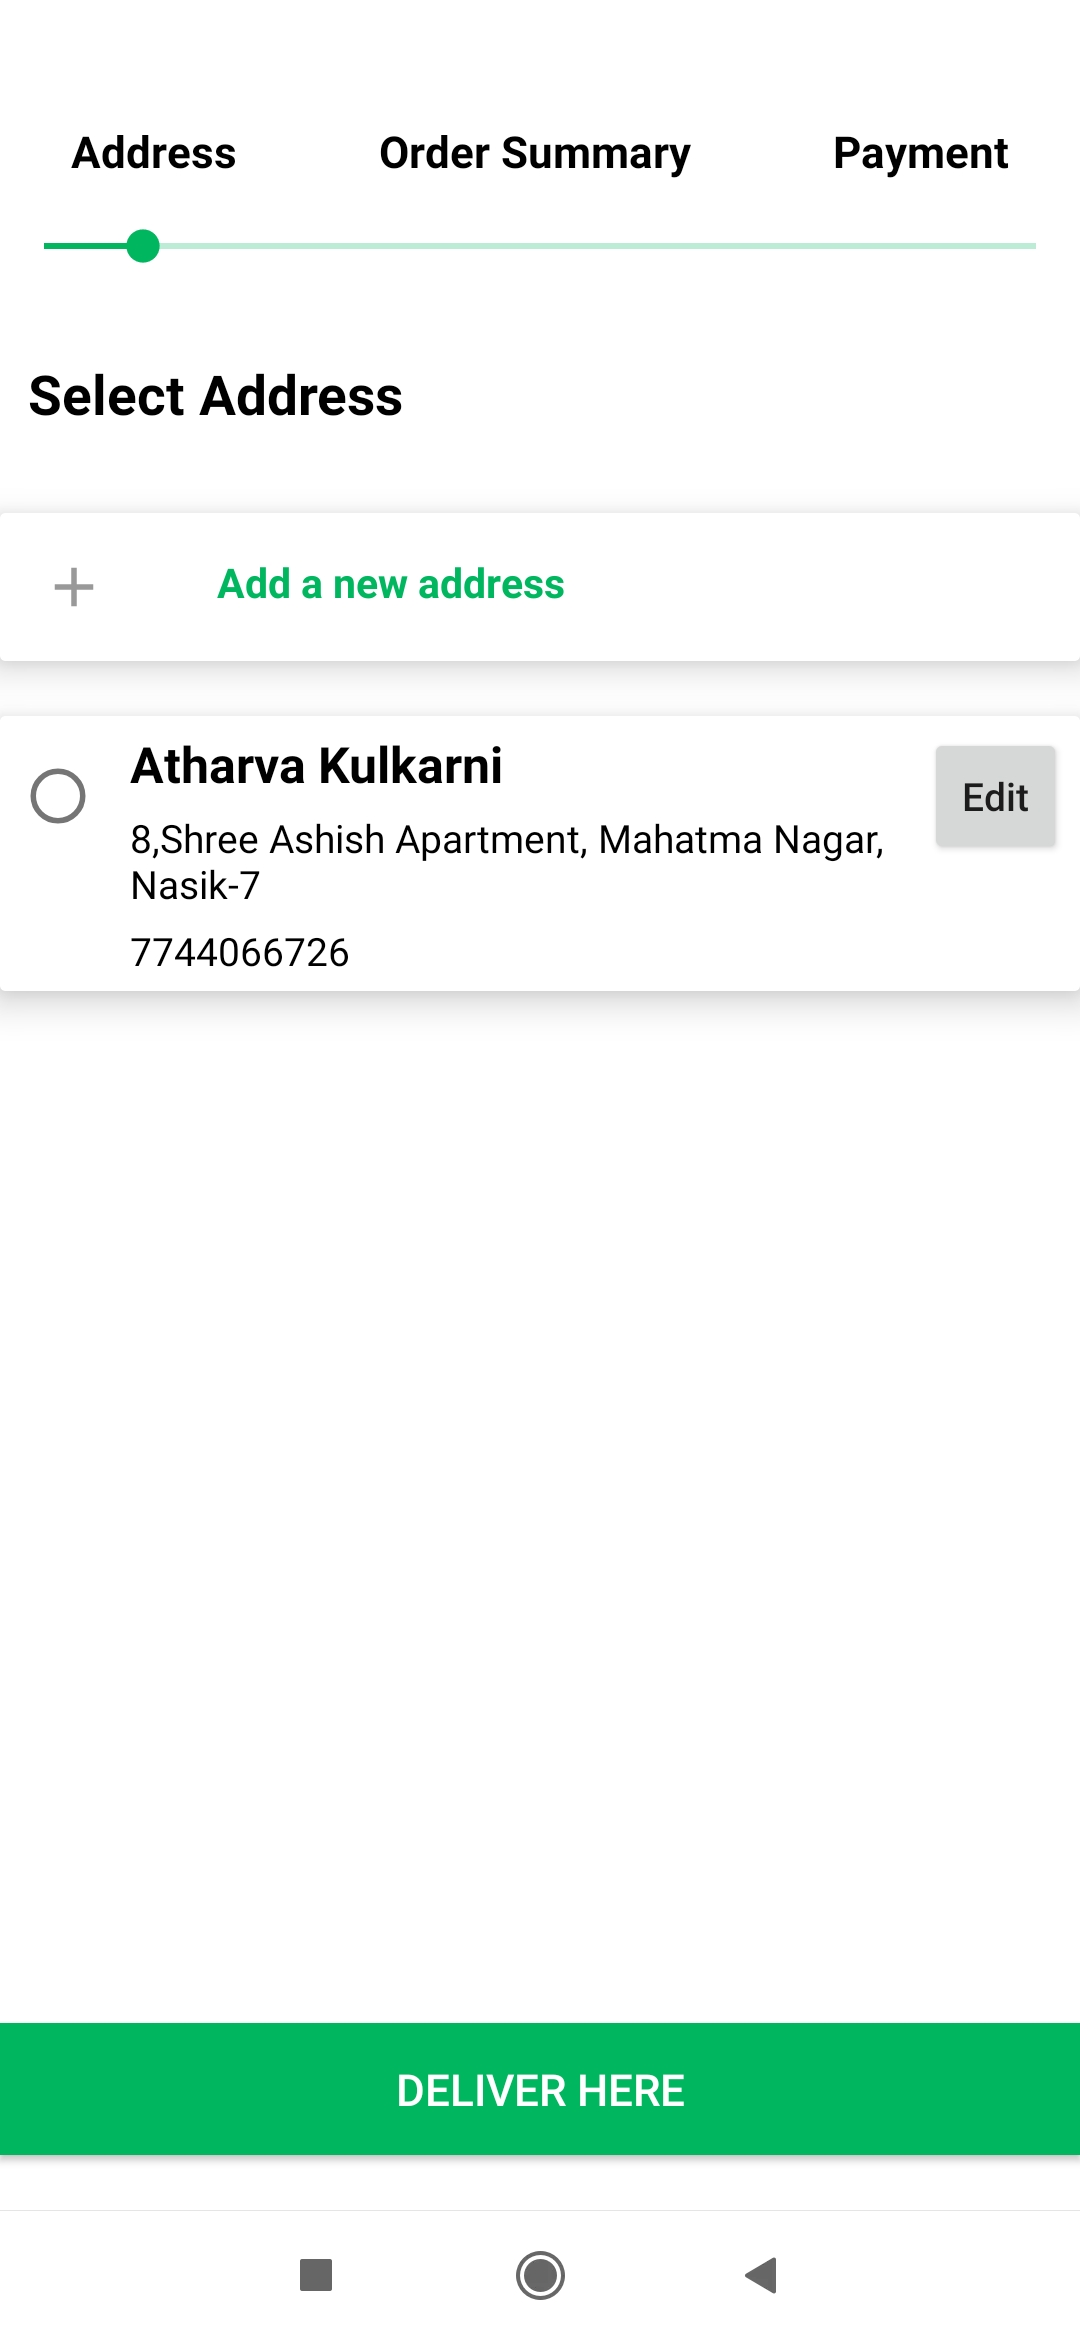 Address Order Summary Payment
Select Address
Add a new address
Atharva Kulkarni
Edit
8,Shree Ashish Apartment, Mahatma Nagar,
Nasik-7
7744066726
DELIVER HERE